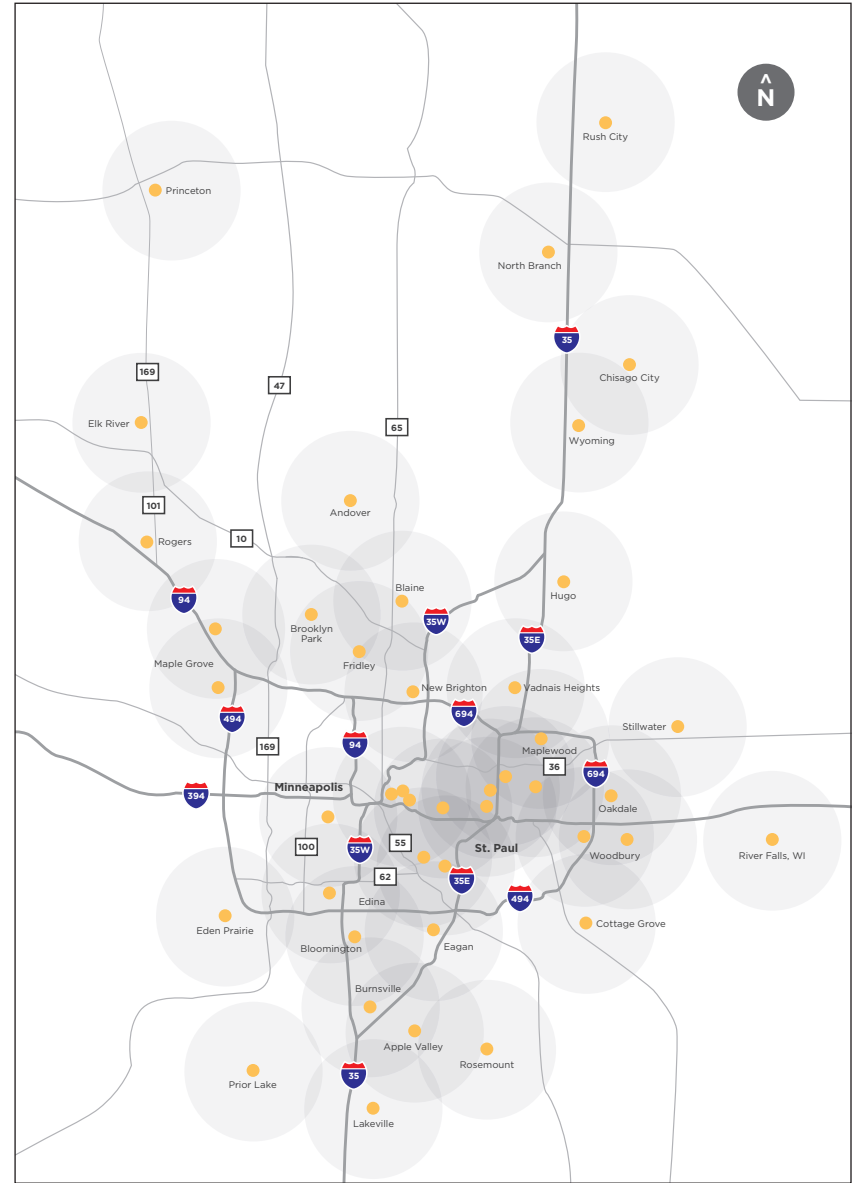 ^
N
Rush City
Princeton
North Branch
35
169
Chisago City
47
Elk River
65
Wyoming
101
Andover
10
Rogers
Blaine
94
Hugo
35W
Brooklyn
Park
35E
Maple Grove
Fridley
New Brighton
Vadnais Heights
694
494
Stillwater
169
94
Maplewood
36
694
Minneapolis
394
Oakdale
55
100
35W
St. Paul
Woodbury
River Falls, WI
62
35E
494
Edina
Cottage Grove
Eden Prairie
Bloomington
Eagan
Burnsville
Apple Valley
Rosemount
35
Prior Lake
Lakeville